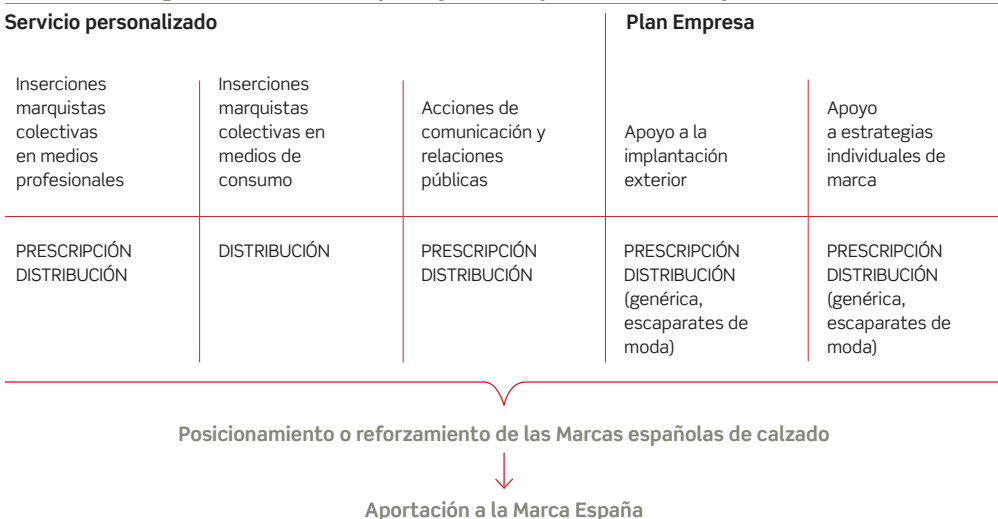 Servicio personalizado
Plan Empresa
Inserciones
marquistas
colectivas
en medios
profesionales
Inserciones
marquistas
colectivas en
medios de
consumo
Acciones de
comunicación y
relaciones
públicas
Apoyo a la
implantación
exterior
Apoyo
a estrategias
individuales de
marca
PRESCRIPCIÓN
DISTRIBUCIÓN
DISTRIBUCIÓN
PRESCRIPCIÓN
DISTRIBUCIÓN
PRESCRIPCIÓN
DISTRIBUCIÓN
(genérica,
escaparates de
moda)
PRESCRIPCIÓN
DISTRIBUCIÓN
(genérica,
escaparates de
moda)
Posicionamiento o reforzamiento de las Marcas españolas de calzado
Aportación a la Marca España